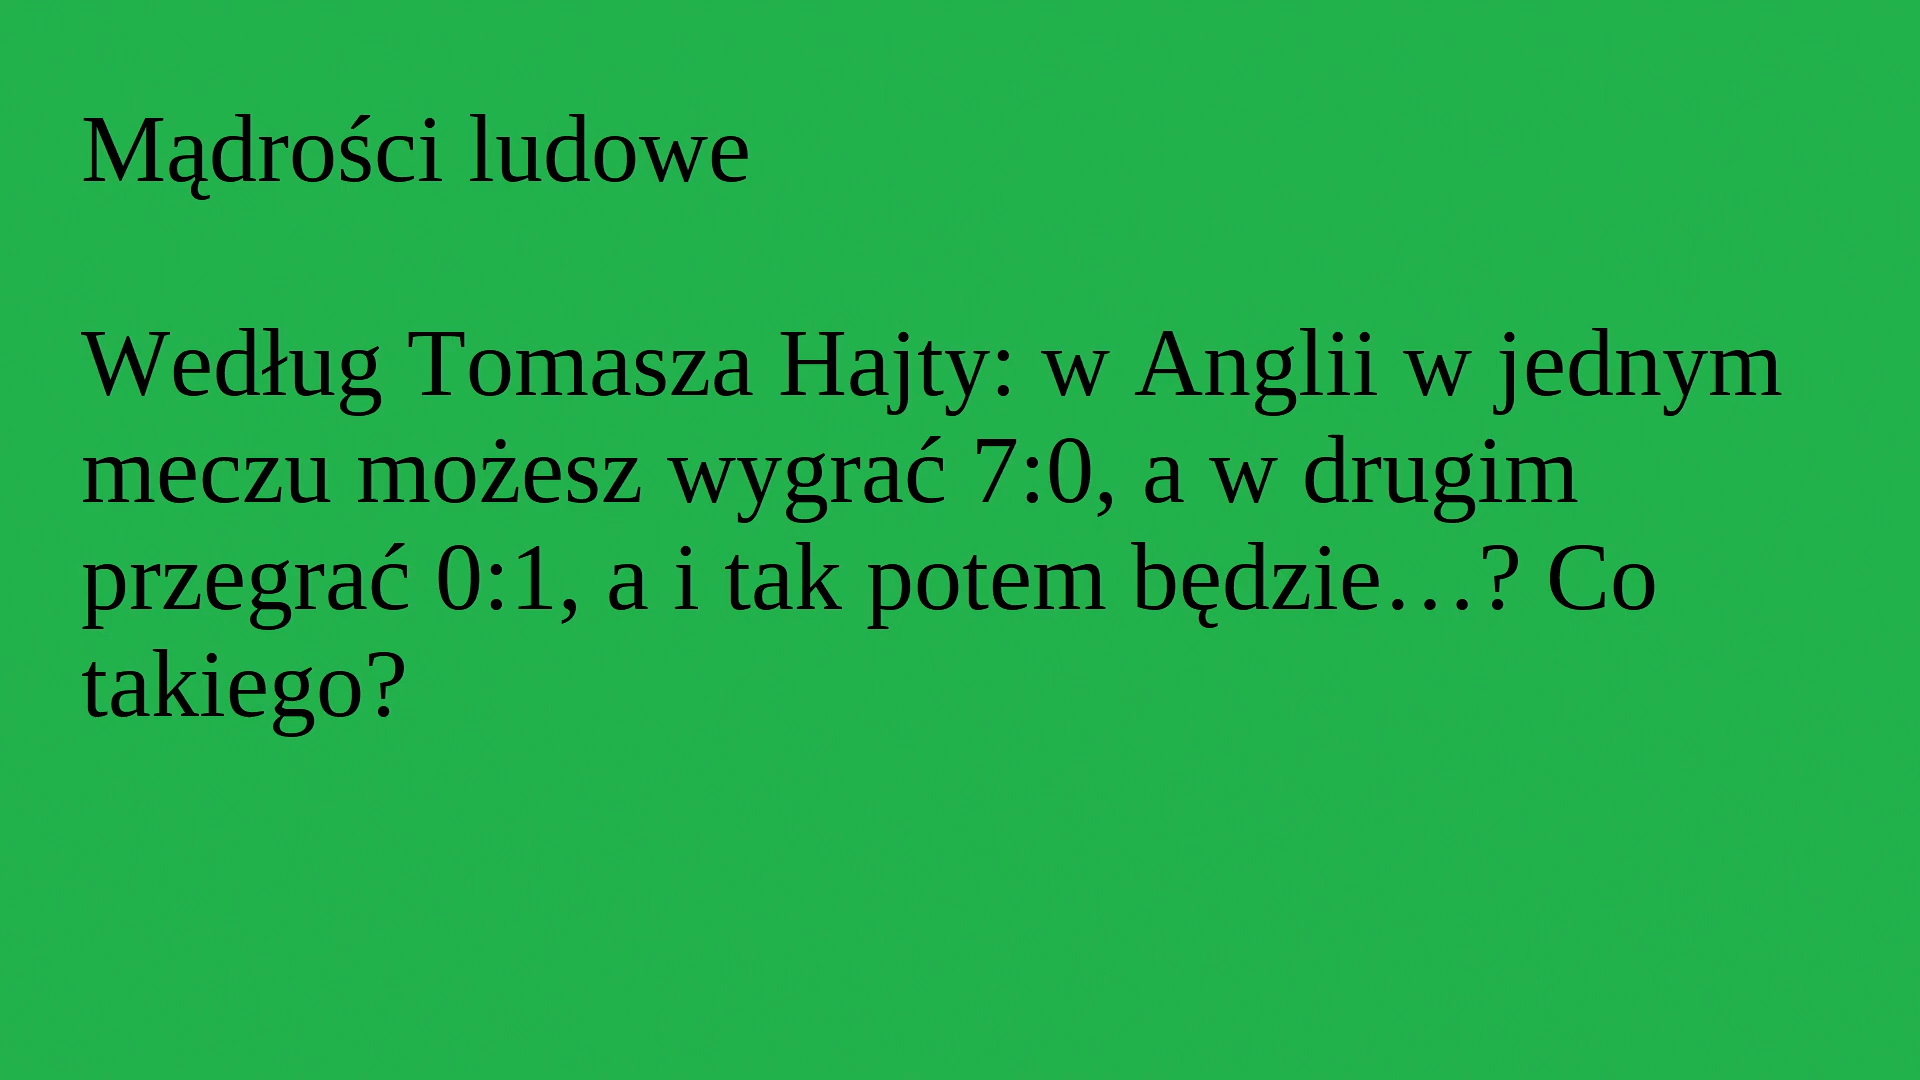 Mądrości ludowe
Według Tomasza Hajty: w Anglii w jednym
meczu możesz wygrać 7:0, a w drugim
przegrać 0:1, a i tak potem będzie…? Co
takiego?